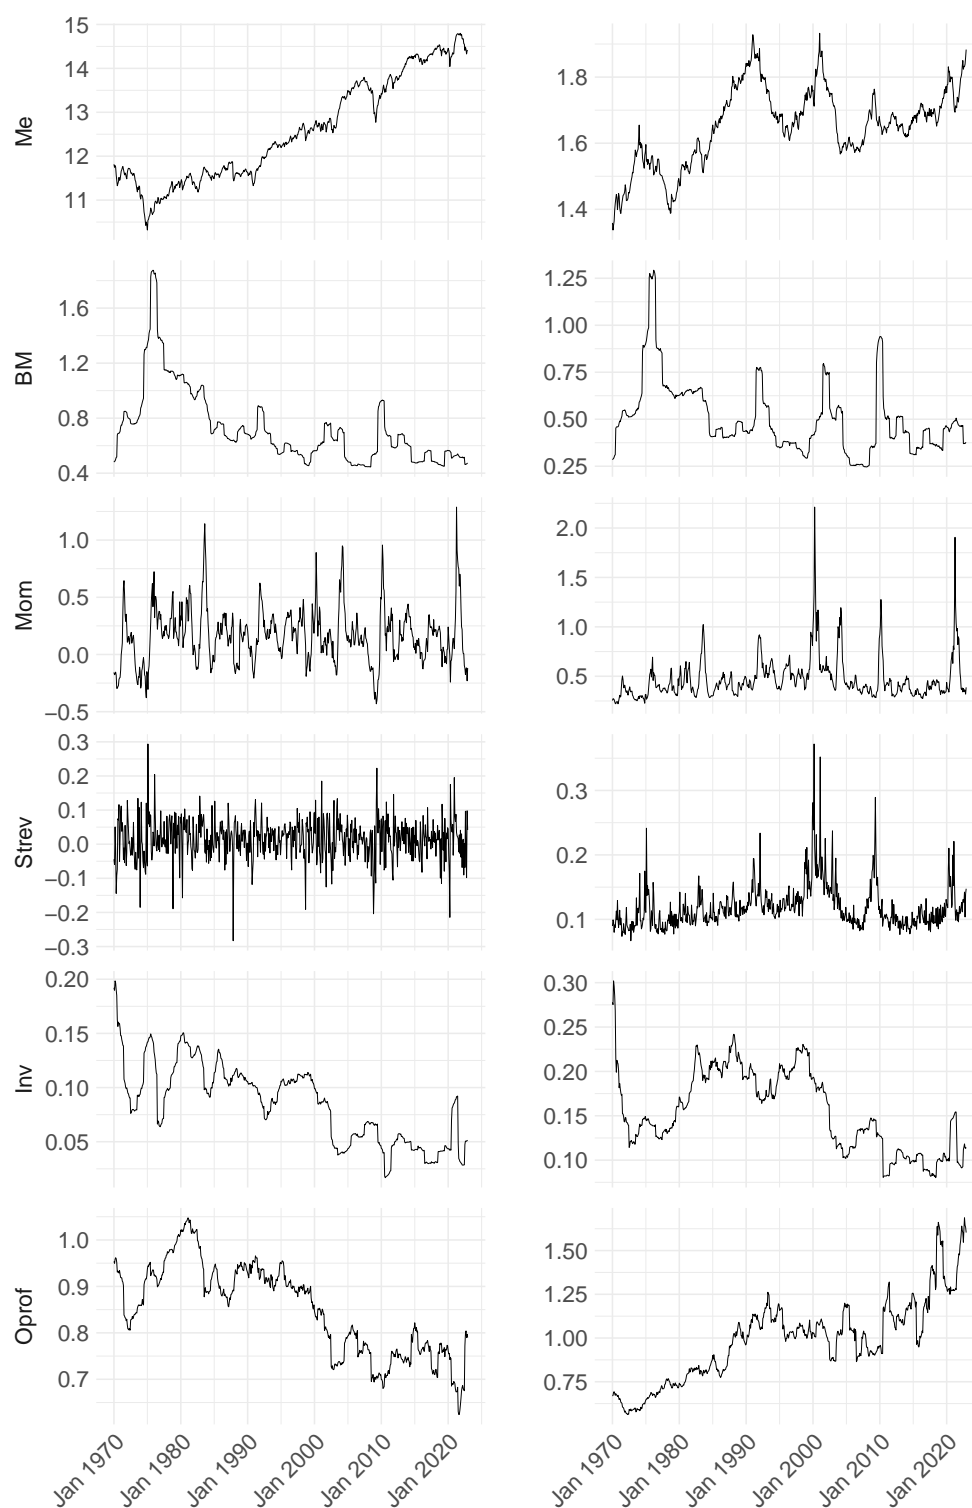 15
14
13
12
11
Me
1.8
1.6
1.4
1.6
1.2
0.8
0.4
BM
1.25
1.00
0.75
0.50
0.25
1.0
0.5
0.0
−0.5
Mom
2.0
1.5
1.0
0.5
0.3
0.2
0.1
0.0
−0.1
−0.2
−0.3
Strev
0.3
0.2
0.1
0.20
0.15
0.10
0.05
Inv
0.30
0.25
0.20
0.15
0.10
1.0
0.9
0.8
0.7
Oprof
1.50
1.25
1.00
0.75
Jan 1970
Jan 1980
Jan 1990
Jan 2000
Jan 2010
Jan 2020
Jan 1970
Jan 1980
Jan 1990
Jan 2000
Jan 2010
Jan 2020